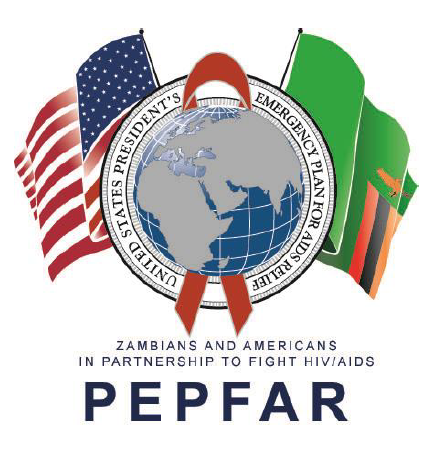 UNITED STATES PRESIDENT'S
EMERGENCY PLAN FOR AIDS RELIEF
ZAMBIANS AND AMERICANS
IN PARTNERSHIP TO FIGHT HIV/AIDS
PEPFAR